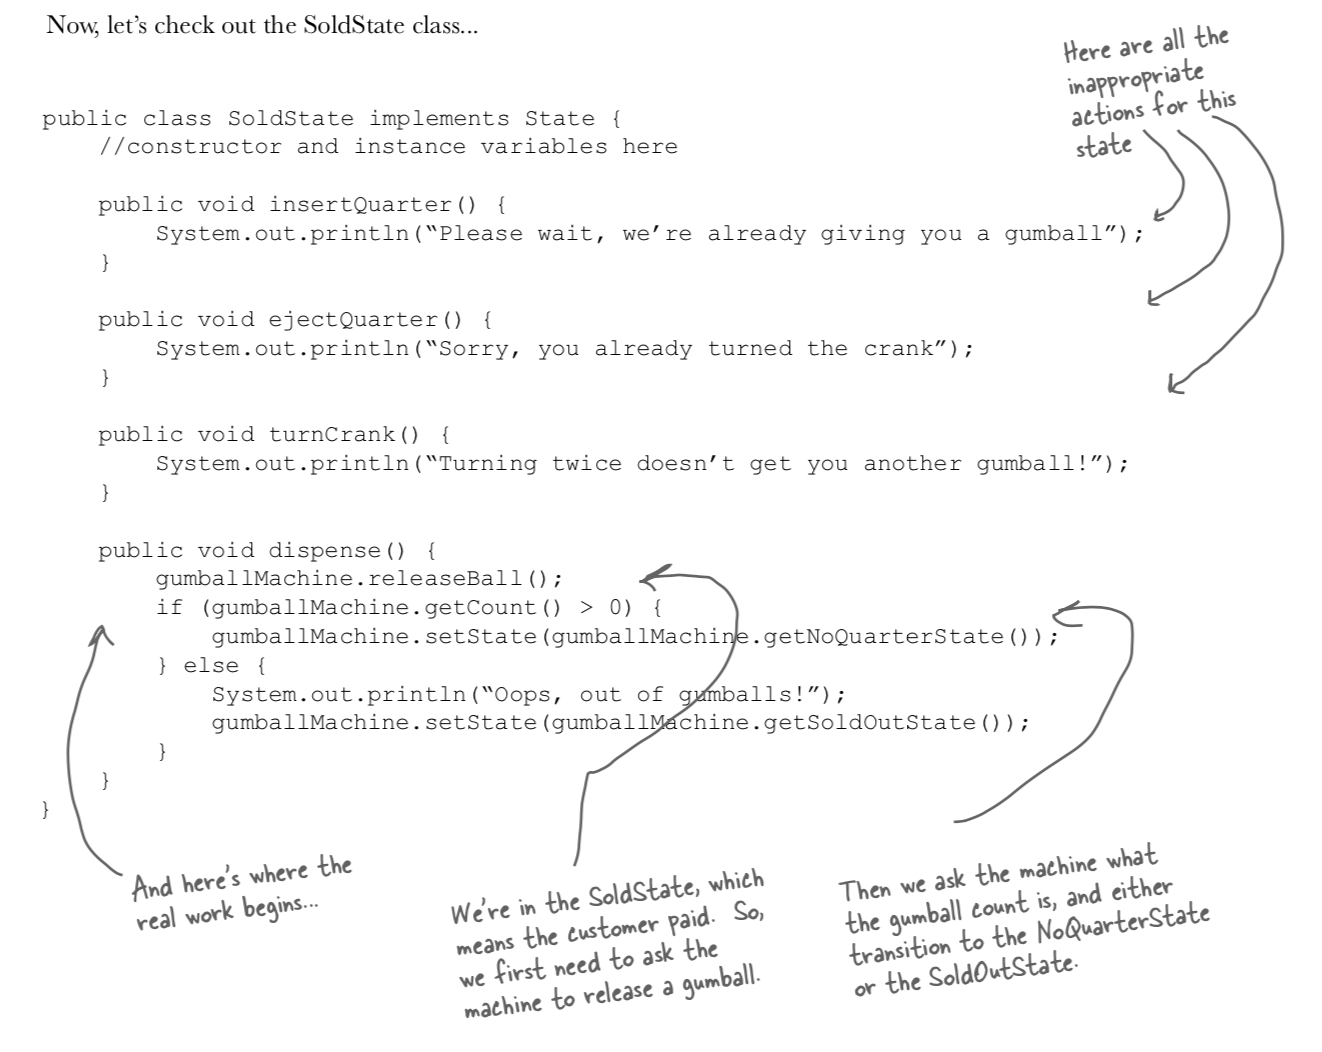 Now, let’s check out the SoldState class...
Here are all the
inappropriate
actions for this
state
public class SoldState implements State {
    //constructor and instance variables here
    public void insertQuarter() {
        System.out.println(“Please wait, we’re already giving you a gumball”);
    }
    public void ejectQuarter() {
        System.out.println(“Sorry, you already turned the crank”);
    }
    public void turnCrank() {
        System.out.println(“Turning twice doesn’t get you another gumball!”);
    }
    public void dispense() {
        gumballMachine.releaseBall();
        if (gumballMachine.getCount() > 0) {
            gumballMachine.setState(gumballMachine.getNoQuarterState());
        } else {
            System.out.println(“Oops, out of gumballs!”);
            gumballMachine.setState(gumballMachine.getSoldOutState());
        }
    }
}
And here’s where the
real work begins...
We’re in the SoldState, which
means the customer paid. So,
we first need to ask the
machine to release a gumball.
Then we ask the machine what
the gumball count is, and either
transition to the NoQuarterState
or the SoldOutState.